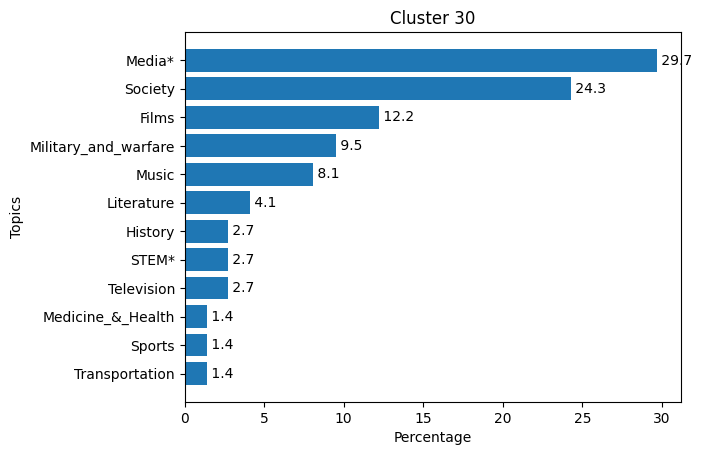 Cluster 30
Topics
Media* 29.7
Society 24.3
Films 12.2
Military_and_warfare 9.5
Music 8.1
Literature 4.1
History 2.7
STEM* 2.7
Television 2.7
Medicine_&_Health 1.4
Sports 1.4
Transportation 1.4
0 5 10 15 20 25 30
Percentage